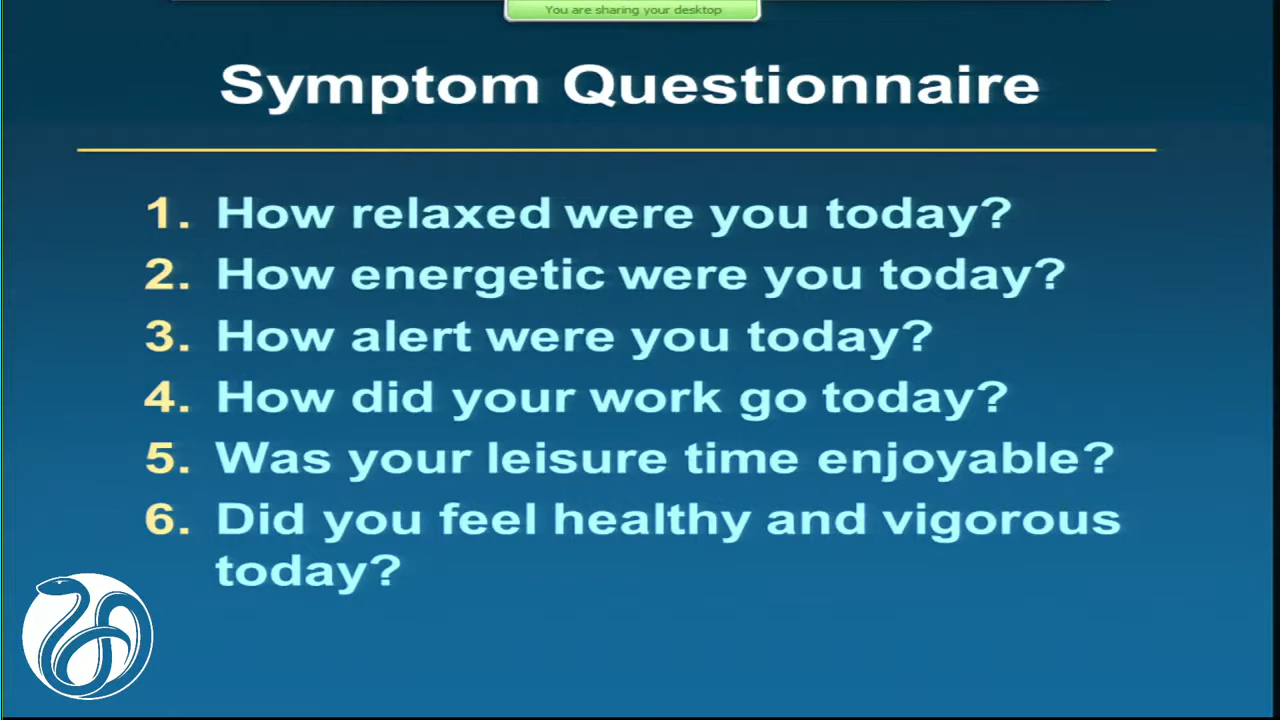 You are sharing your desktop
Symptom Questionnaire
1. How relaxed were you today?
2. How energetic were you today?
3. How alert were you today?
4. How did your work go today?
5. Was your leisure time enjoyable?
6. Did you feel healthy and vigorous
today?